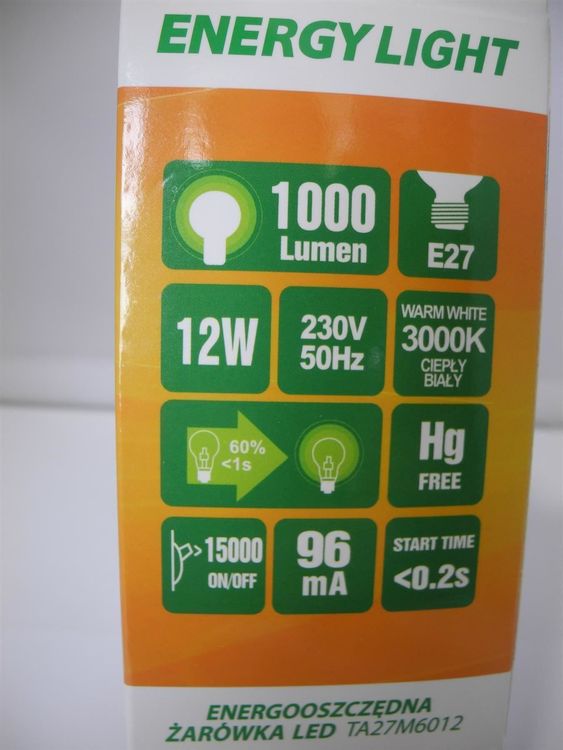 ENERGY LIGHT
1000
Lumen
E27
12W
230V
50Hz
WARM WHITE
3000K
CIEPŁY
BIAŁY
60%
<1s
Hg
FREE
>15000
ON/OFF
96
mA
START TIME
<0.2s
ENERGOOSZCZĘDNA
ŻARÓWKA LED TA27M6012